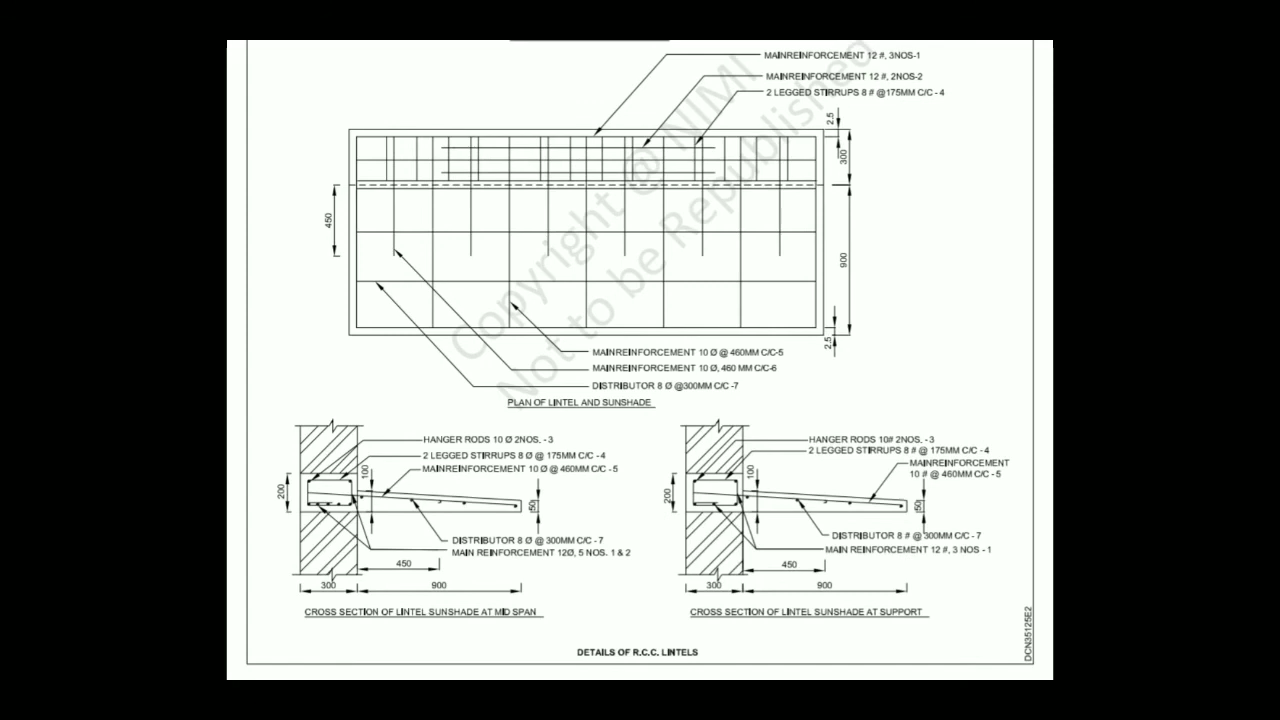 MAINREINFORCEMENT 12 #, 3NOS-1
MAINREINFORCEMENT 12 #, 2NOS-2
2 LEGGED STIRRUPS 8 # @175MM C/C - 4
2.5
300
450
900
2.5
Copyright @ NIMI
Not to be Republished
MAINREINFORCEMENT 10 Ø @ 460MM C/C-5
MAINREINFORCEMENT 10 Ø, 460 MM C/C-6
DISTRIBUTOR 8 Ø @300MM C/C -7
PLAN OF LINTEL AND SUNSHADE
HANGER RODS 10 Ø 2NOS. - 3
2 LEGGED STIRRUPS 8 Ø @ 175MM C/C - 4
MAINREINFORCEMENT 10 Ø @ 460MM C/C - 5
200
100
50
DISTRIBUTOR 8 Ø @ 300MM C/C - 7
MAIN REINFORCEMENT 12Ø, 5 NOS. 1 & 2
450
300
900
CROSS SECTION OF LINTEL SUNSHADE AT MID SPAN
HANGER RODS 10# 2NOS. - 3
2 LEGGED STIRRUPS 8 # @ 175MM C/C - 4
MAINREINFORCEMENT
10 # @ 460MM C/C - 5
200
100
50
DISTRIBUTOR 8 # @ 300MM C/C - 7
MAIN REINFORCEMENT 12 #, 3 NOS - 1
450
300
900
CROSS SECTION OF LINTEL SUNSHADE AT SUPPORT
DETAILS OF R.C.C. LINTELS
DCN35125E2